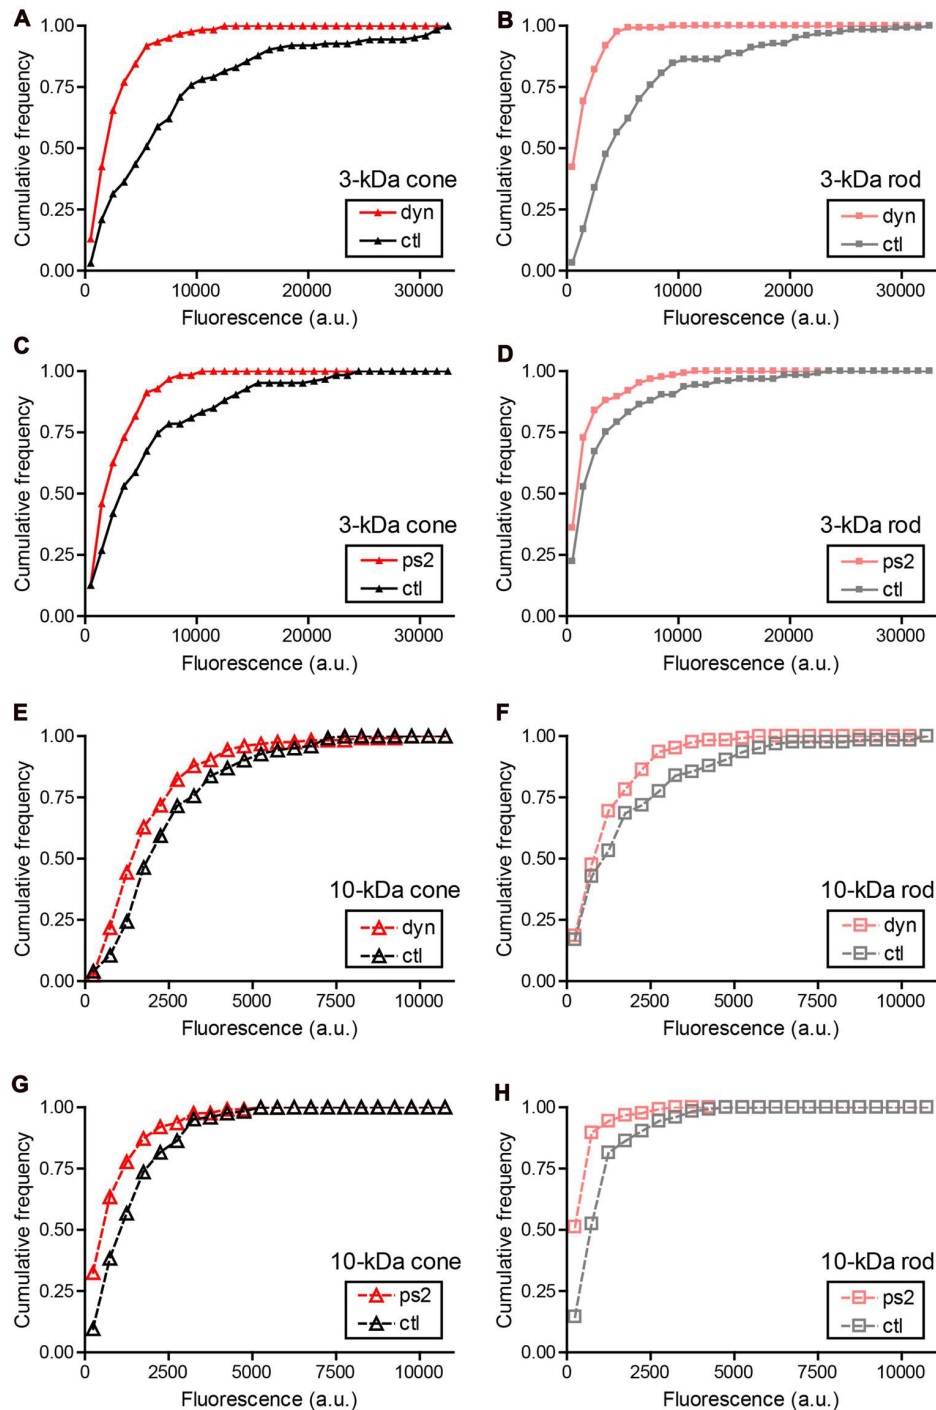 A
Cumulative frequency
1.00
0.75
0.50
0.25
0.00
3-kDa cone
dyn
ctl
0 10000 20000 30000
Fluorescence (a.u.)
B
Cumulative frequency
1.00
0.75
0.50
0.25
0.00
3-kDa rod
dyn
ctl
0 10000 20000 30000
Fluorescence (a.u.)
C
Cumulative frequency
1.00
0.75
0.50
0.25
0.00
3-kDa cone
ps2
ctl
0 10000 20000 30000
Fluorescence (a.u.)
D
Cumulative frequency
1.00
0.75
0.50
0.25
0.00
3-kDa rod
ps2
ctl
0 10000 20000 30000
Fluorescence (a.u.)
E
Cumulative frequency
1.00
0.75
0.50
0.25
0.00
10-kDa cone
dyn
ctl
0 2500 5000 7500 10000
Fluorescence (a.u.)
F
Cumulative frequency
1.00
0.75
0.50
0.25
0.00
10-kDa rod
dyn
ctl
0 2500 5000 7500 10000
Fluorescence (a.u.)
G
Cumulative frequency
1.00
0.75
0.50
0.25
0.00
10-kDa cone
ps2
ctl
0 2500 5000 7500 10000
Fluorescence (a.u.)
H
Cumulative frequency
1.00
0.75
0.50
0.25
0.00
10-kDa rod
ps2
ctl
0 2500 5000 7500 10000
Fluorescence (a.u.)